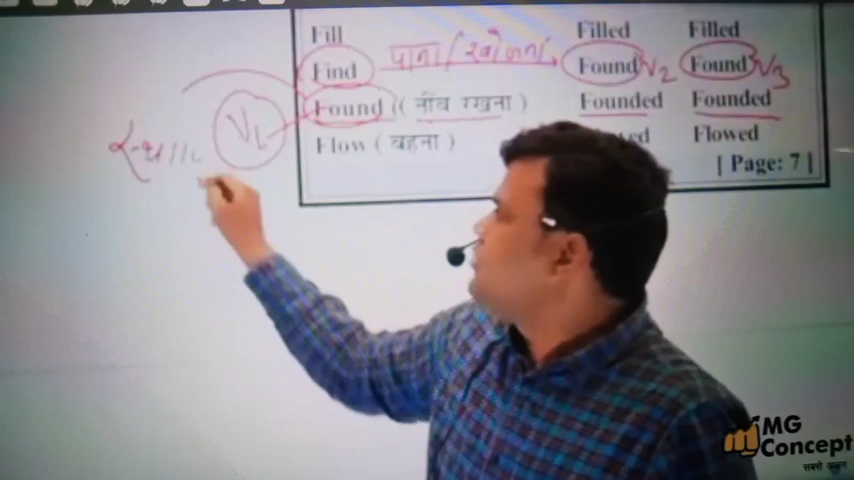 Fill Filled Filled
Find पाना / खोजना Found V2 Found V3
Found (( नींव रखना ) Founded Founded
Flow ( बहना ) Flowed
[ Page: 7 ]
MG
Concept